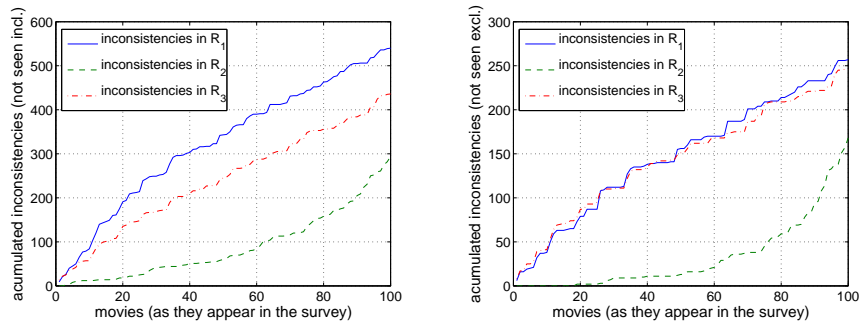 acumulated inconsistencies (not seen incl.)
600
500
400
300
200
100
0
inconsistencies in R1
inconsistencies in R2
inconsistencies in R3
0 20 40 60 80 100
movies (as they appear in the survey)
acumulated inconsistencies (not seen excl.)
300
250
200
150
100
50
0
inconsistencies in R1
inconsistencies in R2
inconsistencies in R3
0 20 40 60 80 100
movies (as they appear in the survey)